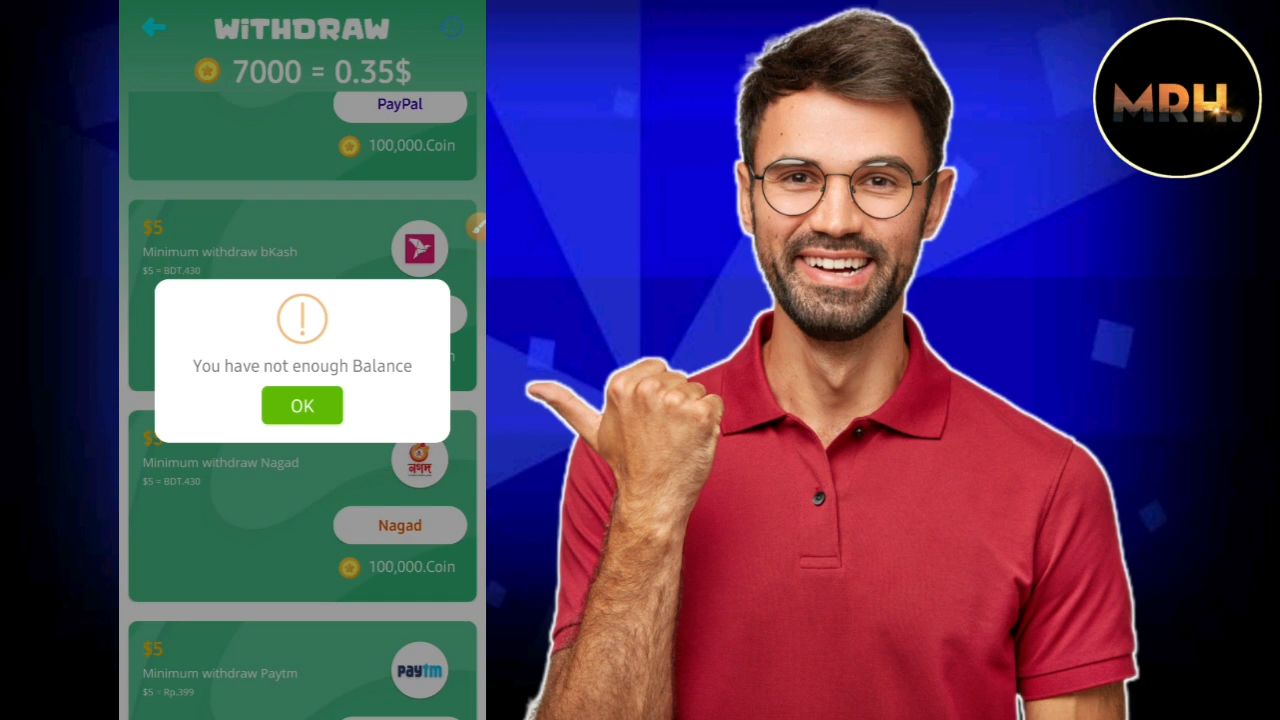 WiTHDRAW
7000 = 0.35$
PayPal
100,000.Coin
$5
Minimum withdraw bKash
$5 = BDT.430
You have not enough Balance
OK
Minimum withdraw Nagad
$5 = BDT.430
নগদ
Nagad
100,000.Coin
$5
Minimum withdraw Paytm
$5 = Rp.399
paytm
MRH.